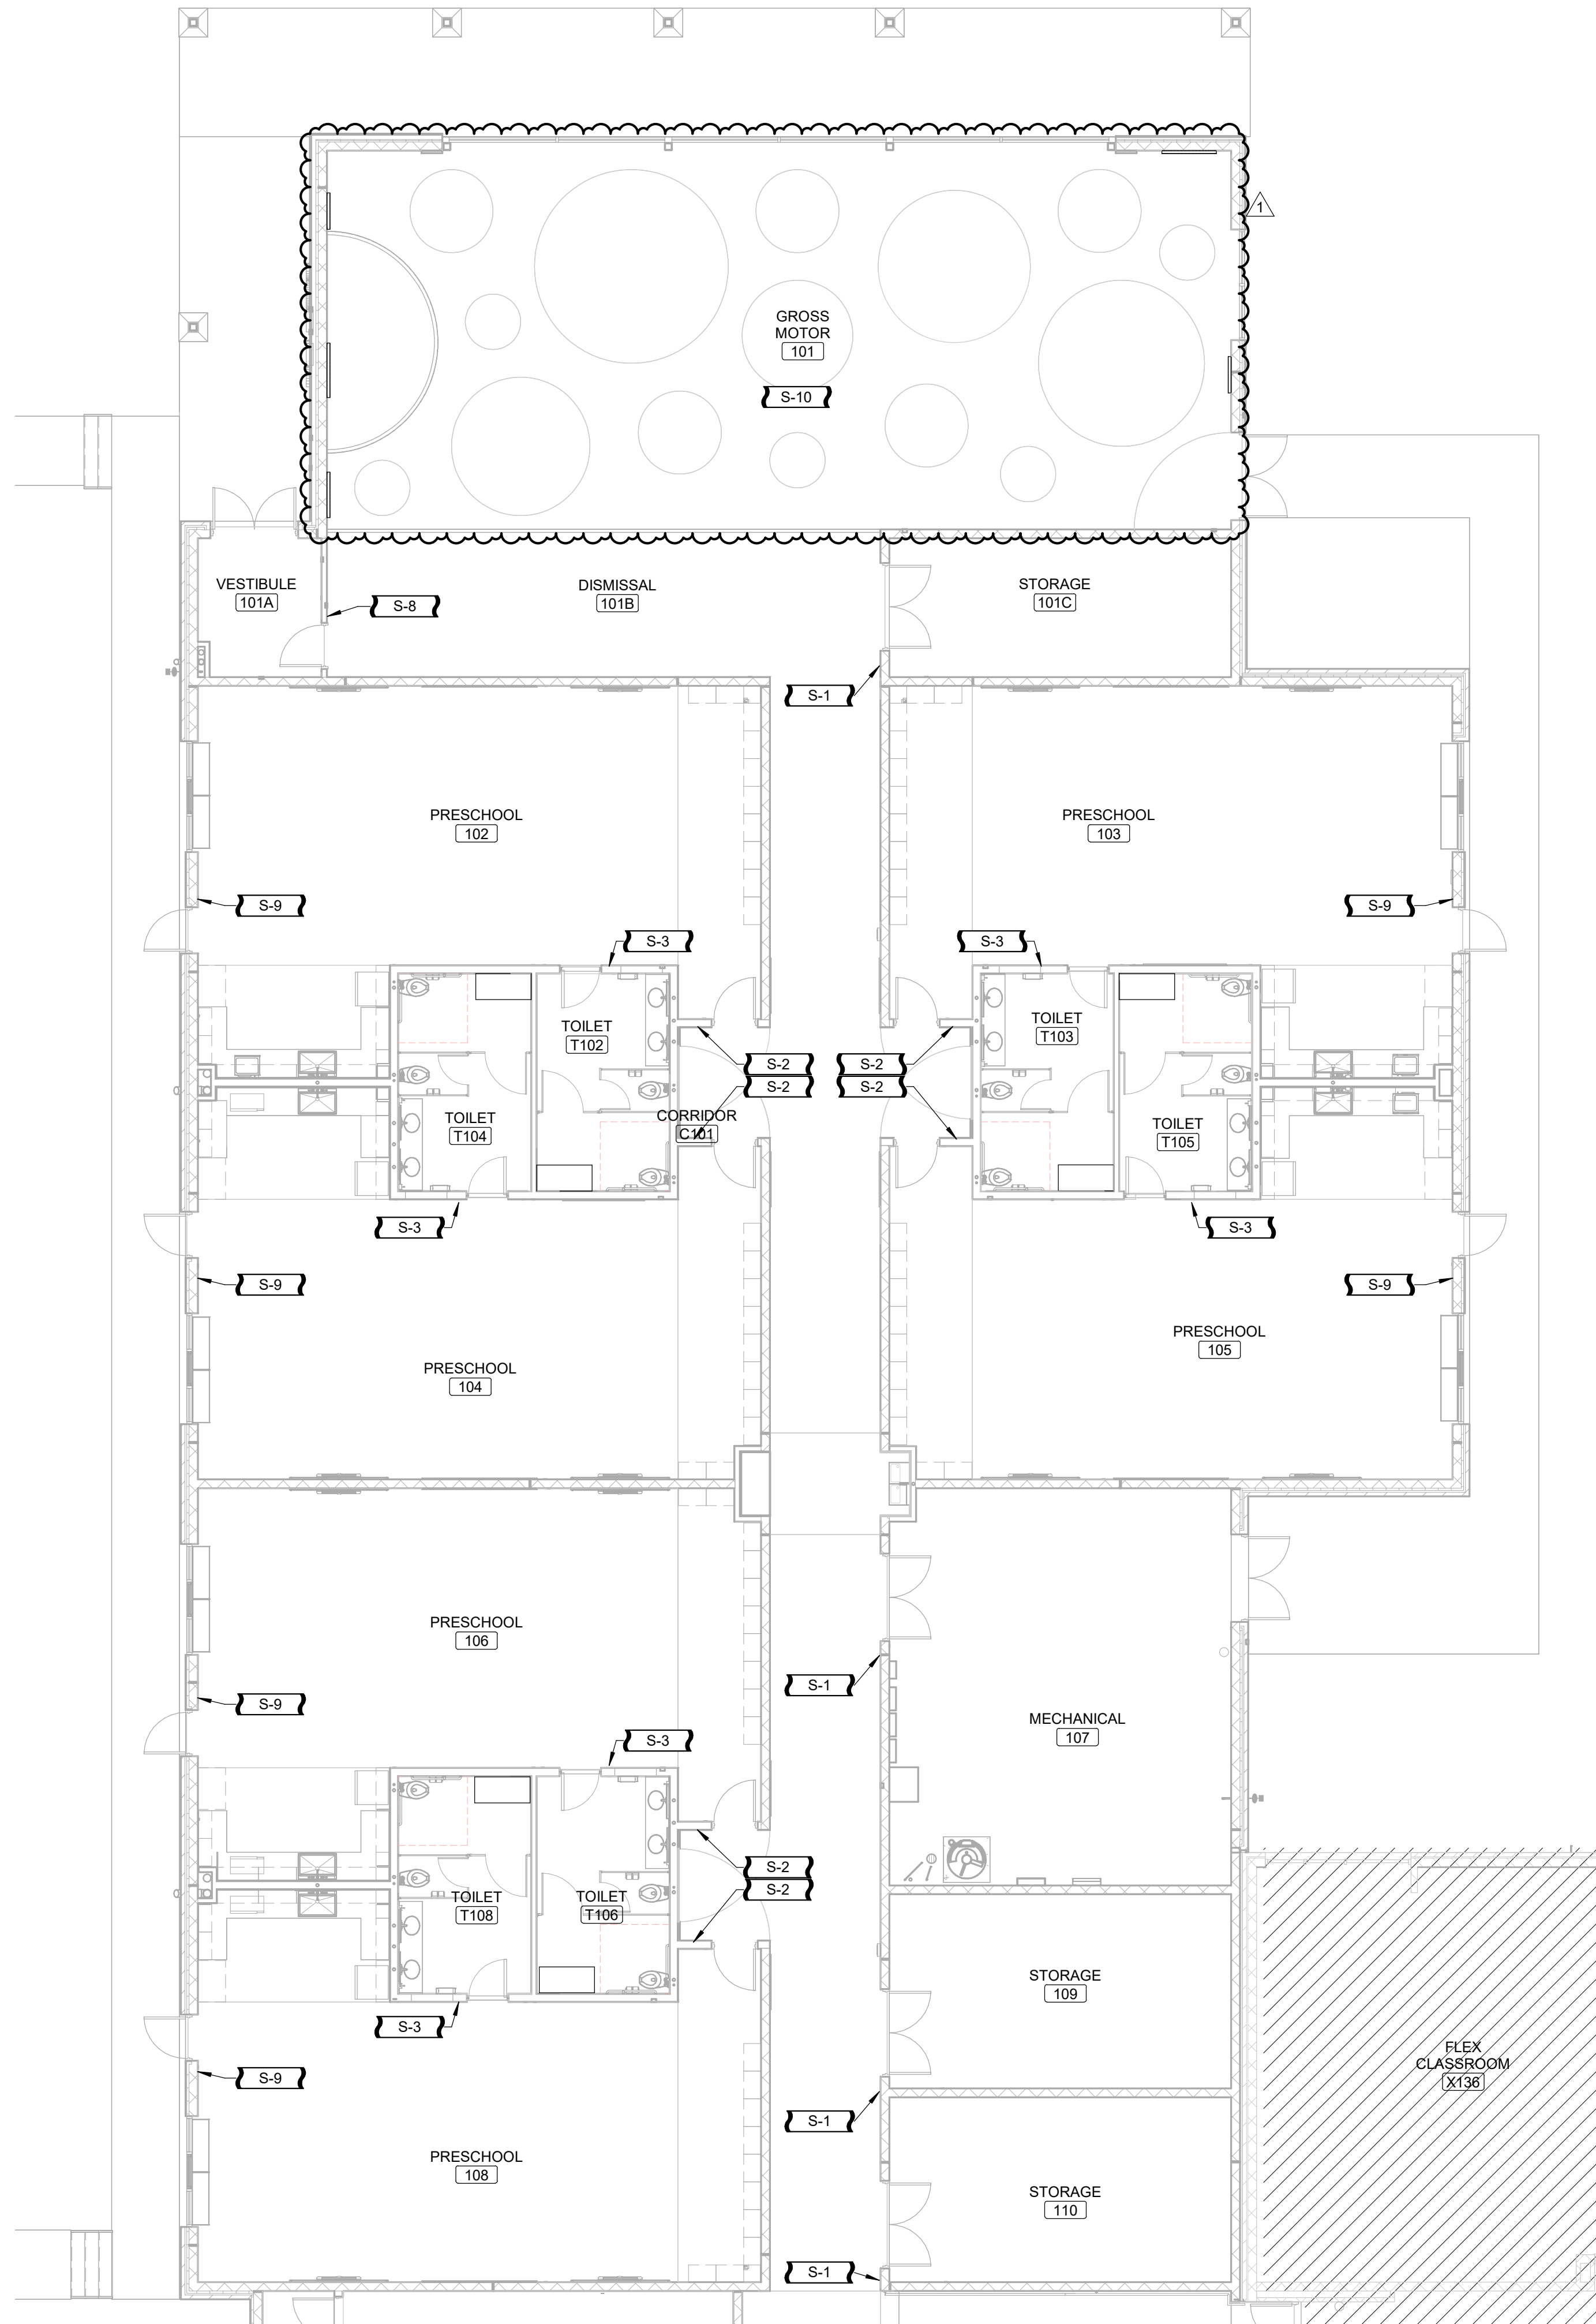 1
GROSS
MOTOR
101
S-10
VESTIBULE
101A
S-8
DISMISSAL
101B
STORAGE
101C
S-1
PRESCHOOL
102
PRESCHOOL
103
S-9
S-9
S-3
S-3
TOILET
T102
TOILET
T103
S-2
S-2
S-2
S-2
TOILET
T104
CORRIDOR
C101
TOILET
T105
S-3
S-3
S-9
S-9
PRESCHOOL
104
PRESCHOOL
105
PRESCHOOL
106
S-1
S-9
MECHANICAL
107
S-3
S-2
S-2
TOILET
T108
TOILET
T106
STORAGE
109
S-3
S-9
FLEX
CLASSROOM
X136
S-1
PRESCHOOL
108
STORAGE
110
S-1